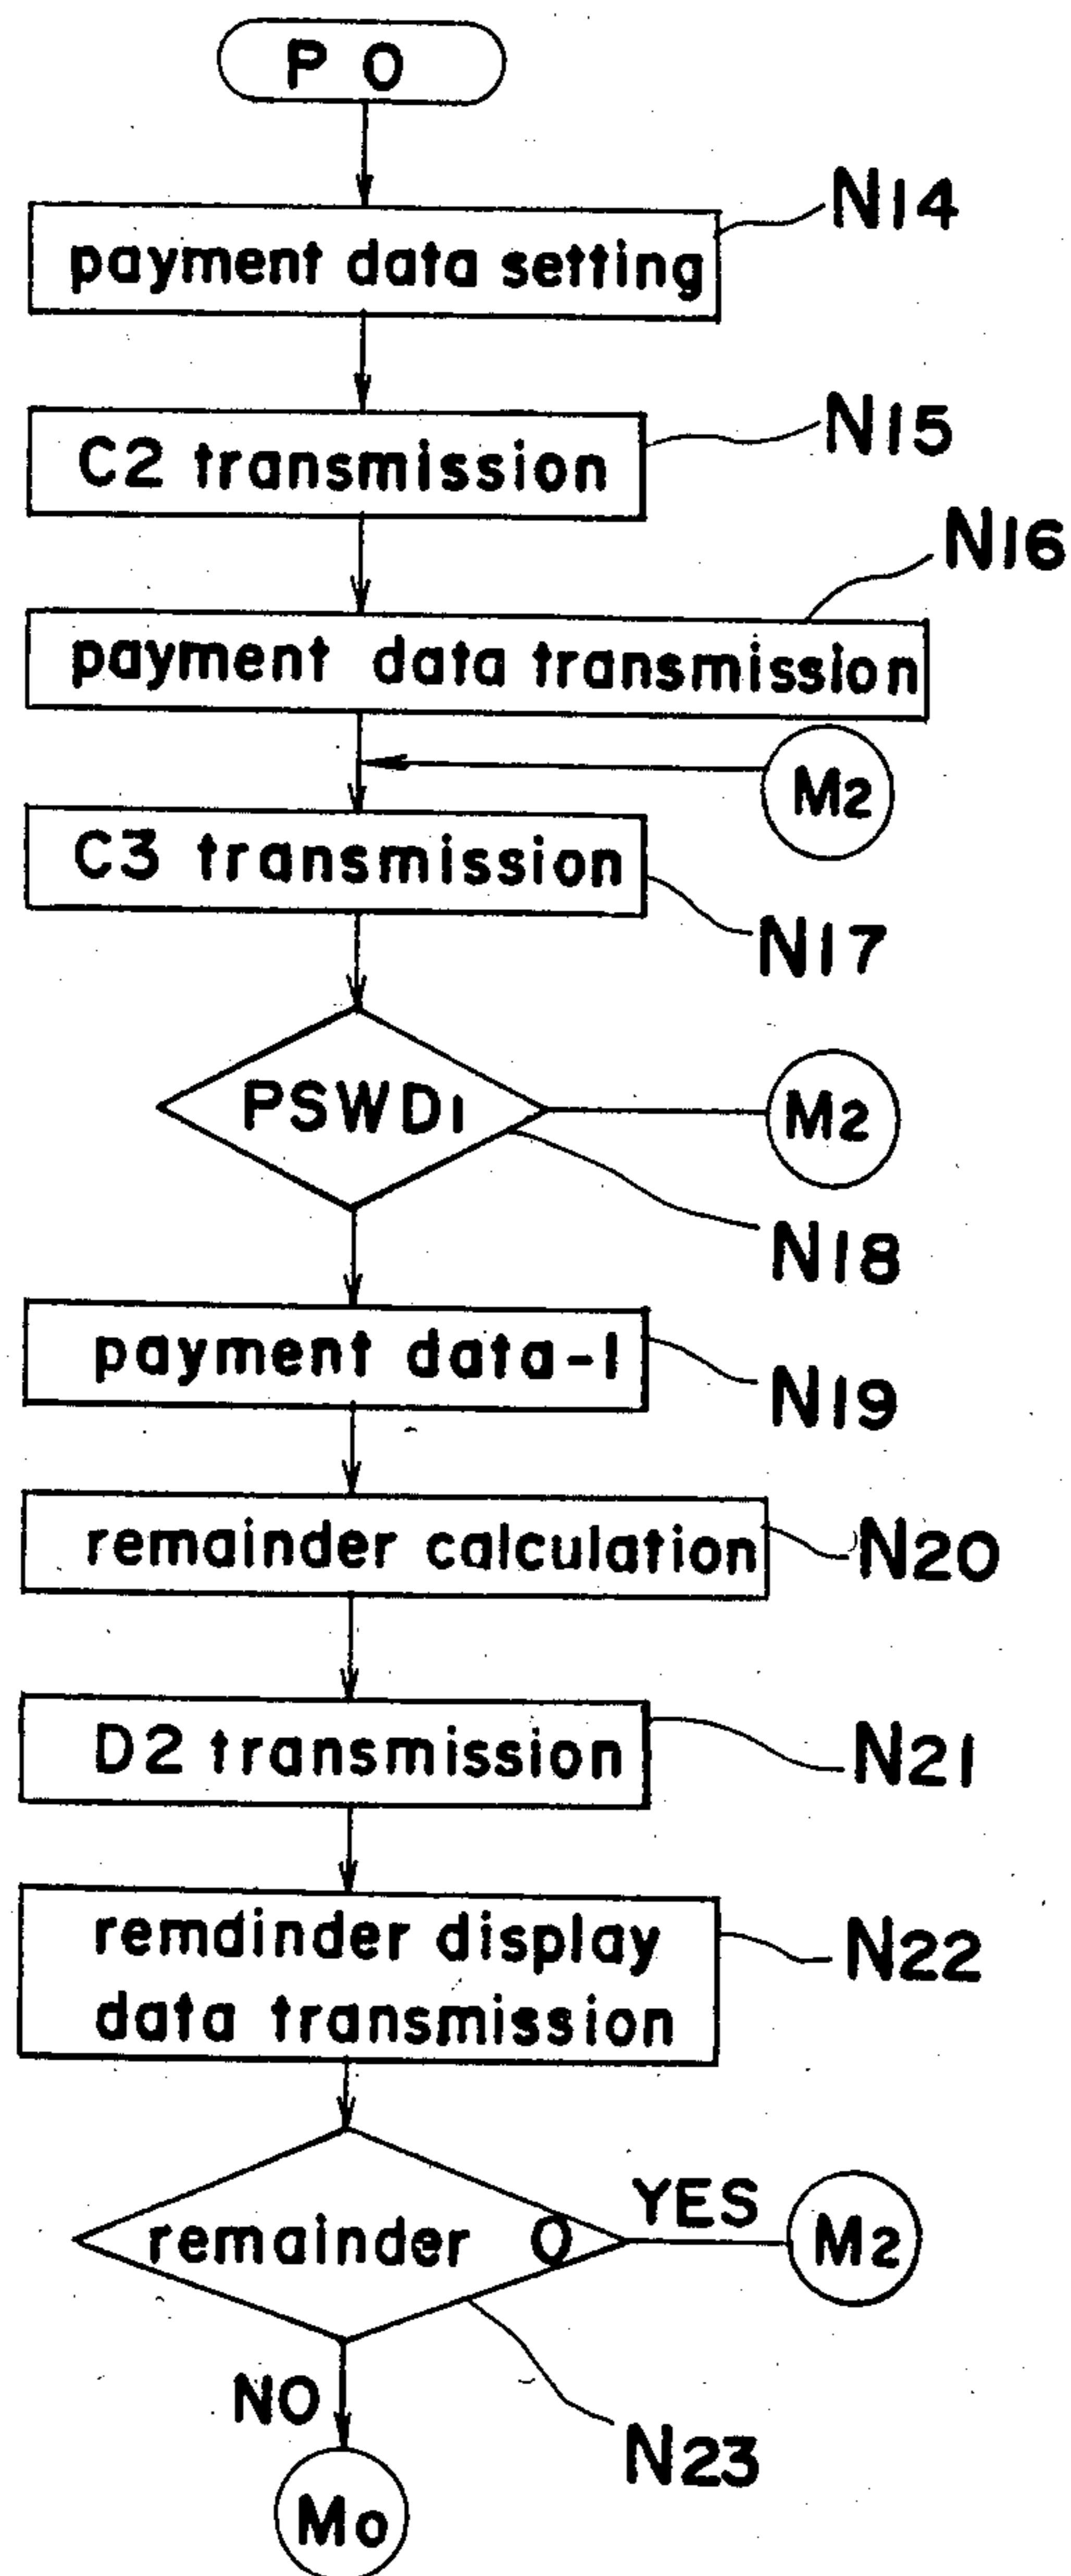 P O
N14
payment data setting
N15
C2 transmission
N16
payment data transmission
M2
C3 transmission
N17
PSWD1
M2
N18
payment data-1
N19
remainder calculation
N20
D2 transmission
N21
remdinder display
data transmission
N22
remainder O
YES
M2
NO
N23
Mo